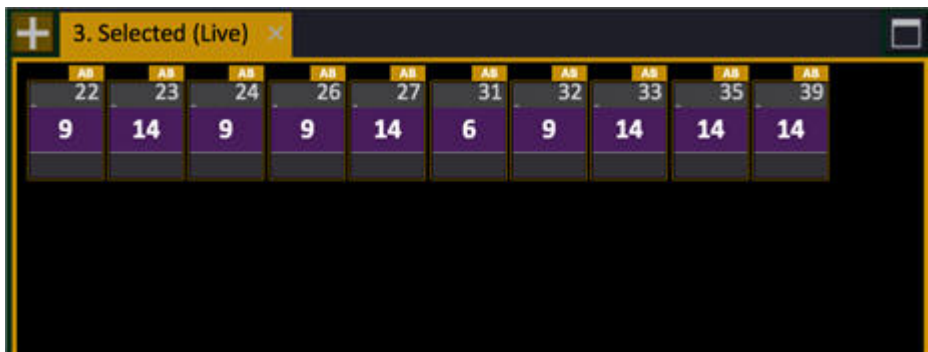 3. Selected (Live)
AB AB AB AB AB AB AB AB AB AB
22 23 24 26 27 31 32 33 35 39
9 14 9 9 14 6 9 14 14 14